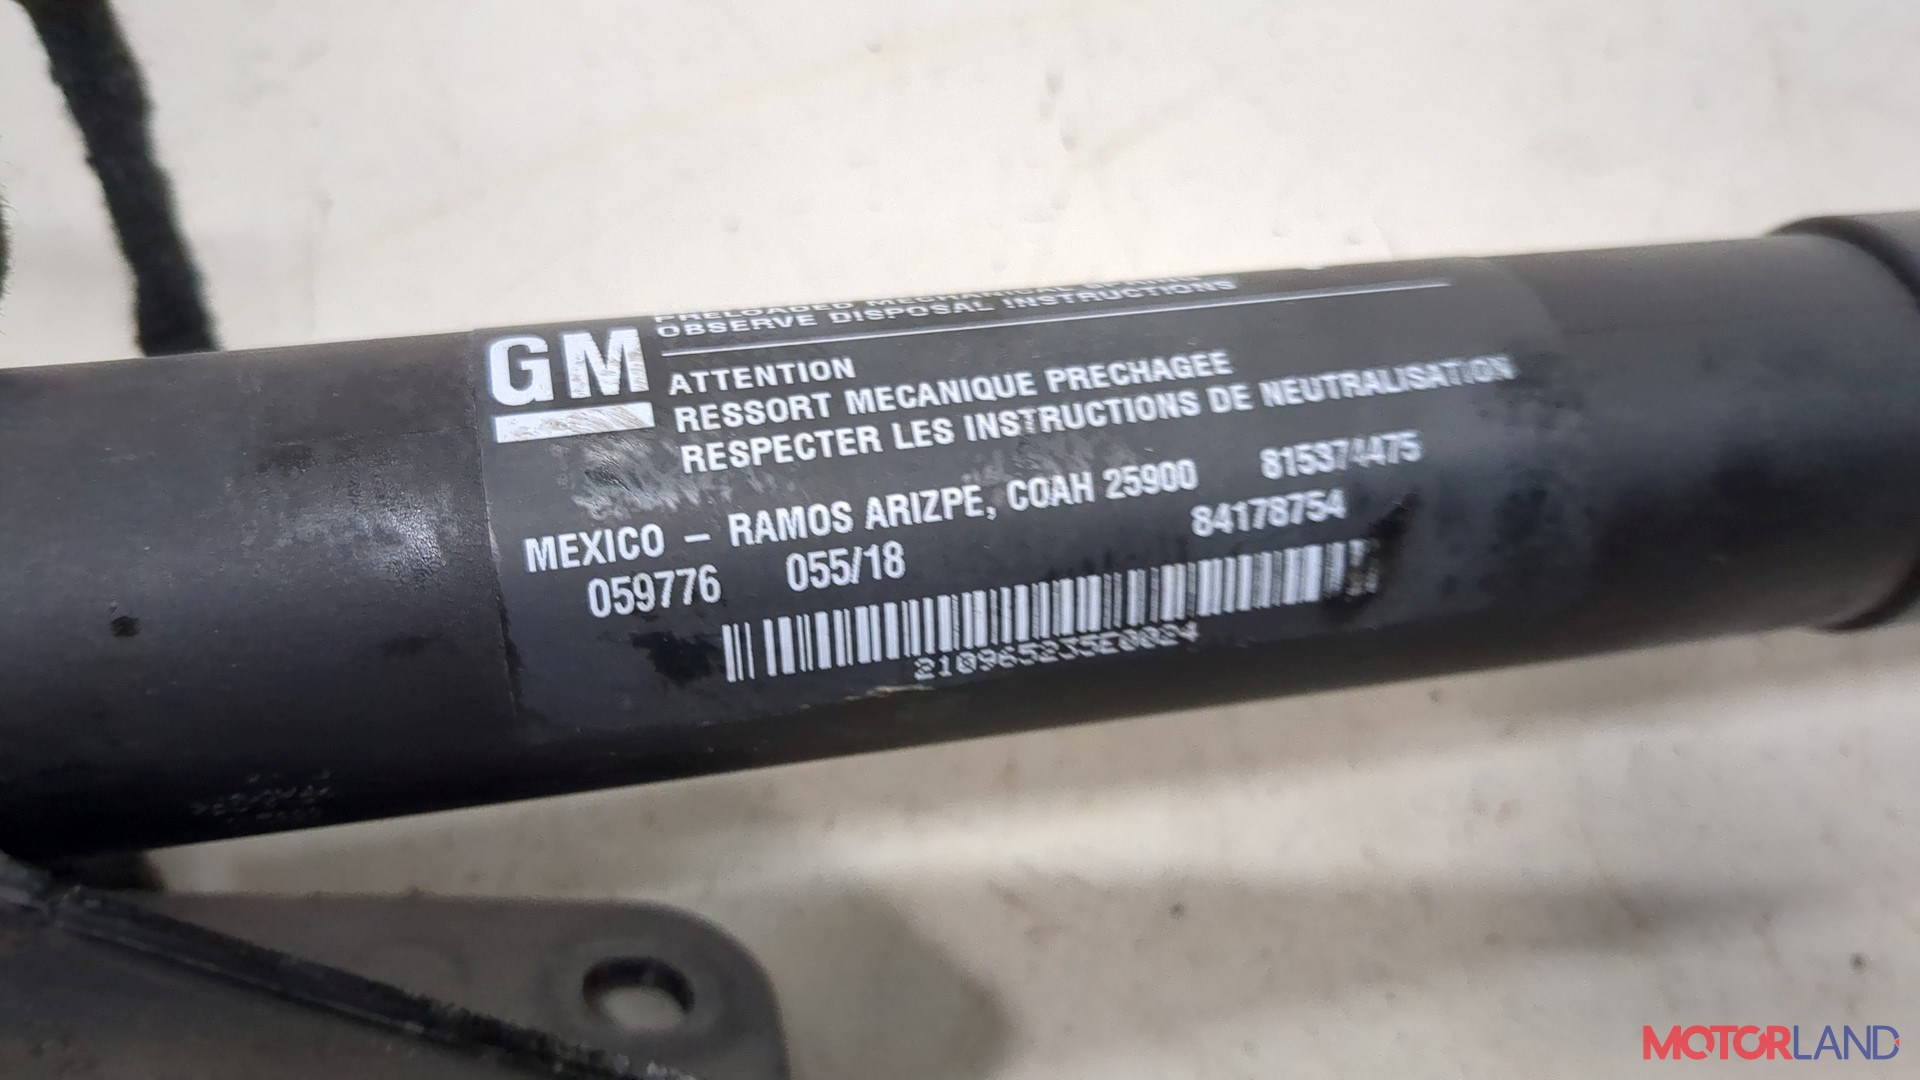 PRELOADED MECHANICAL SPRING
OBSERVE DISPOSAL INSTRUCTIONS
GM
ATTENTION
RESSORT MECANIQUE PRECHAGEE
RESPECTER LES INSTRUCTIONS DE NEUTRALISATION
MEXICO – RAMOS ARIZPE, COAH 25900 815374475
059776 055/18 84178754
210965235E0024
MOTORLAND